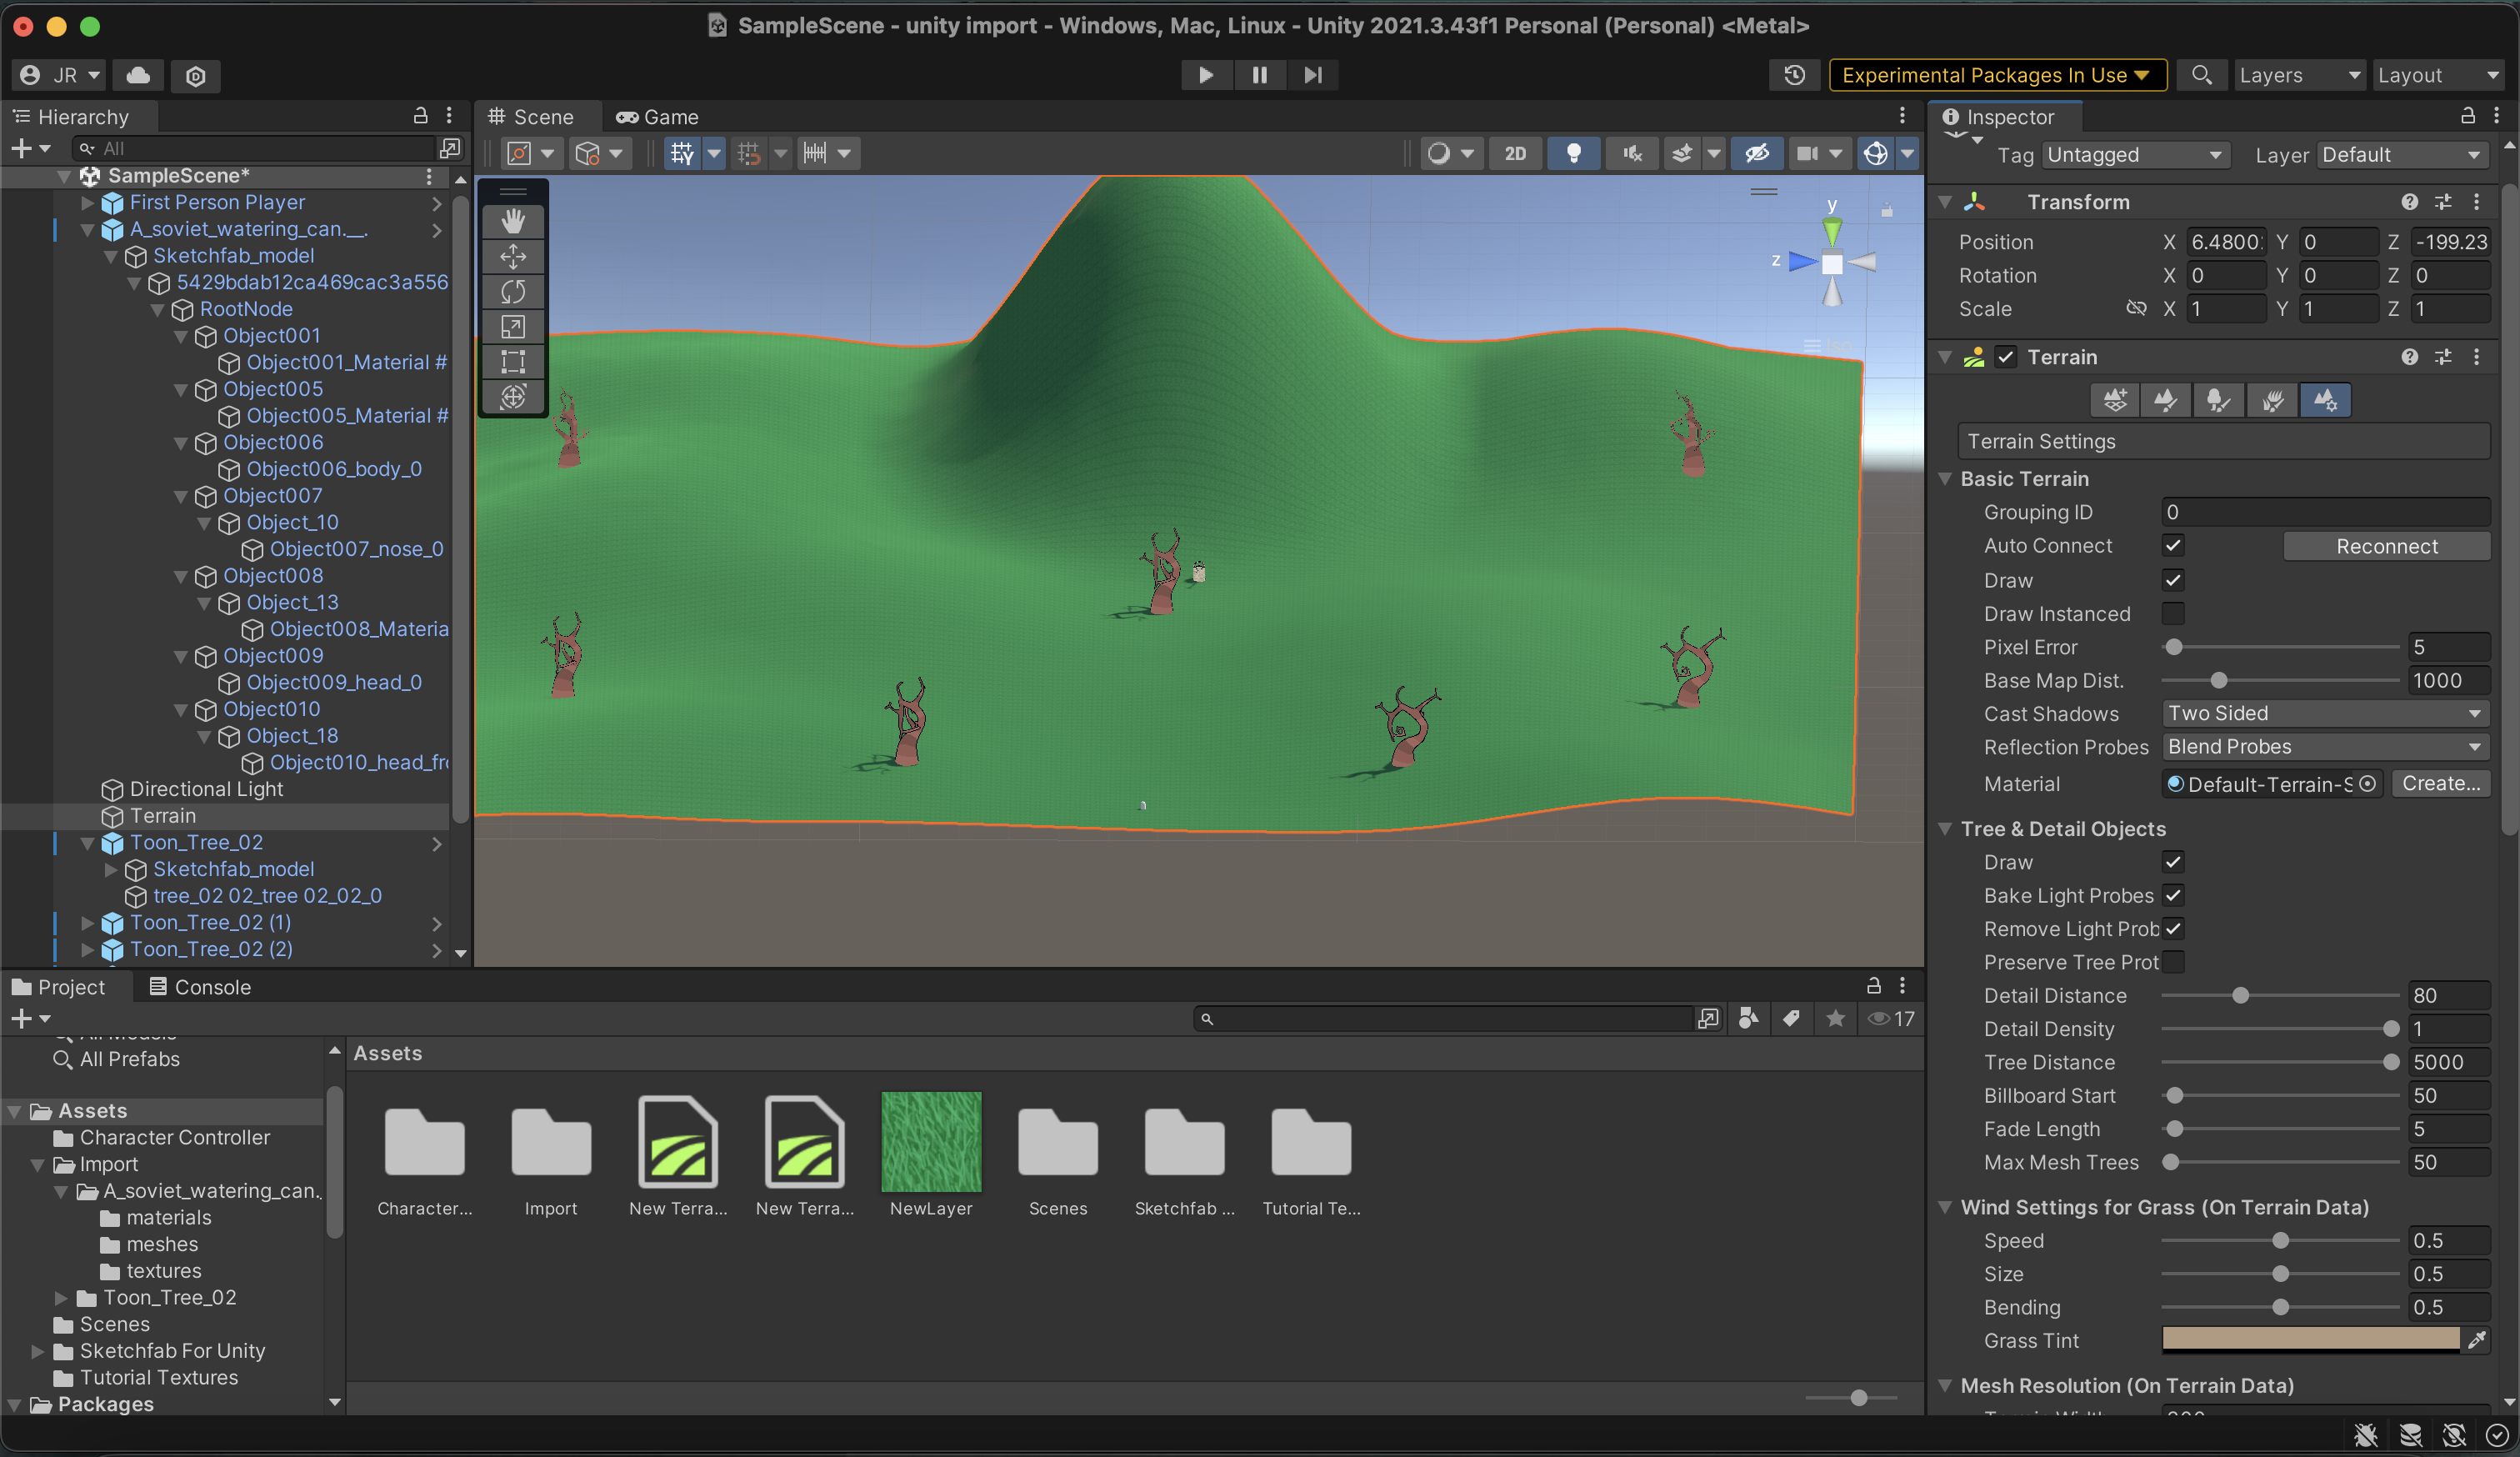 SampleScene - unity import - Windows, Mac, Linux - Unity 2021.3.43f1 Personal (Personal) <Metal>
JR
Experimental Packages In Use
Layers
Layout
Hierarchy
All
SampleScene*
First Person Player
A_soviet_watering_can.__.
Sketchfab_model
5429bdab12ca469cac3a556
RootNode
Object001
Object001_Material #
Object005
Object005_Material #
Object006
Object006_body_0
Object007
Object_10
Object007_nose_0
Object008
Object_13
Object008_Materia
Object009
Object009_head_0
Object010
Object_18
Object010_head_fr
Directional Light
Terrain
Toon_Tree_02
Sketchfab_model
tree_02 02_tree 02_02_0
Toon_Tree_02 (1)
Toon_Tree_02 (2)
Scene
Game
2D
y
z
Iso
Inspector
Tag Untagged Layer Default
Transform
Position X 6.4800 Y 0 Z -199.23
Rotation X 0 Y 0 Z 0
Scale X 1 Y 1 Z 1
Terrain
Terrain Settings
Basic Terrain
Grouping ID 0
Auto Connect Reconnect
Draw
Draw Instanced
Pixel Error 5
Base Map Dist. 1000
Cast Shadows Two Sided
Reflection Probes Blend Probes
Material Default-Terrain-S Create...
Tree & Detail Objects
Draw
Bake Light Probes
Remove Light Prob
Preserve Tree Prot
Detail Distance 80
Detail Density 1
Tree Distance 5000
Billboard Start 50
Fade Length 5
Max Mesh Trees 50
Wind Settings for Grass (On Terrain Data)
Speed 0.5
Size 0.5
Bending 0.5
Grass Tint
Mesh Resolution (On Terrain Data)
Project
Console
17
All Prefabs
Assets
Character Controller
Import
A_soviet_watering_can.
materials
meshes
textures
Toon_Tree_02
Scenes
Sketchfab For Unity
Tutorial Textures
Packages
Assets
Character...
Import
New Terra...
New Terra...
NewLayer
Scenes
Sketchfab ...
Tutorial Te...